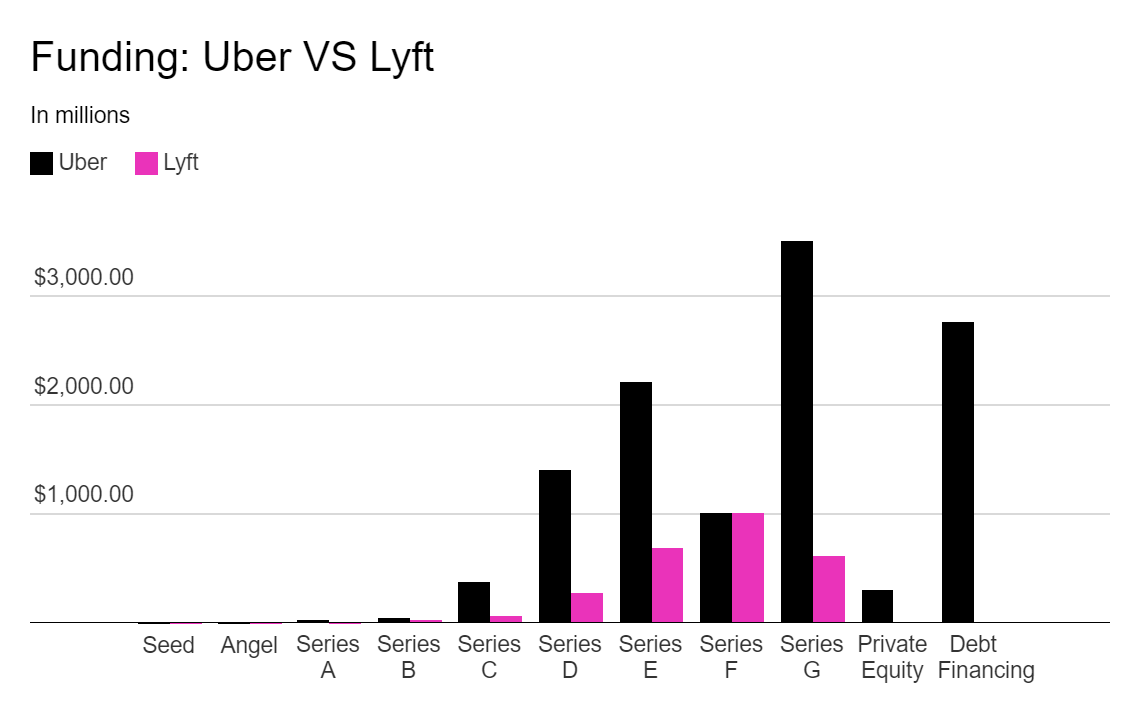 Funding: Uber VS Lyft
In millions
Uber Lyft
$3,000.00
$2,000.00
$1,000.00
Seed Angel Series Series Series Series Series Series Series Private Debt
A B C D E F G Equity Financing